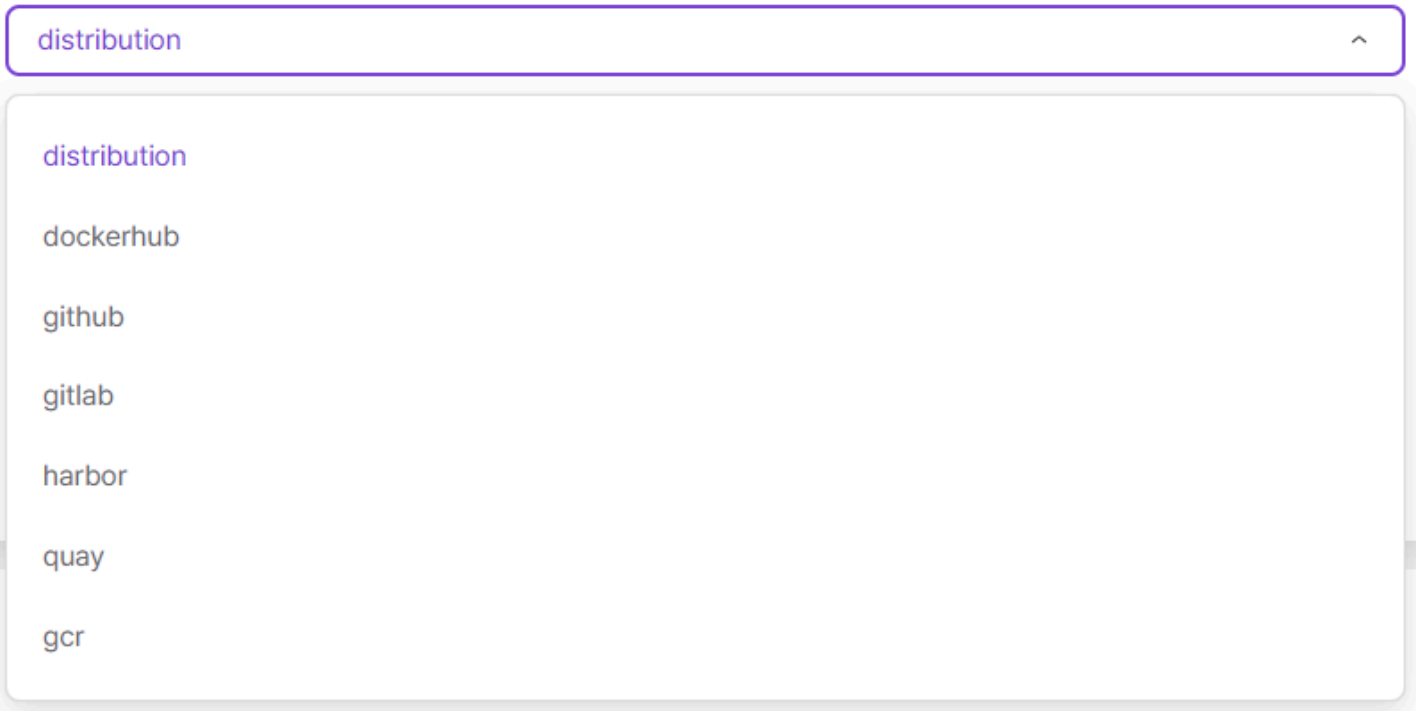 distribution
distribution
dockerhub
github
gitlab
harbor
quay
gcr